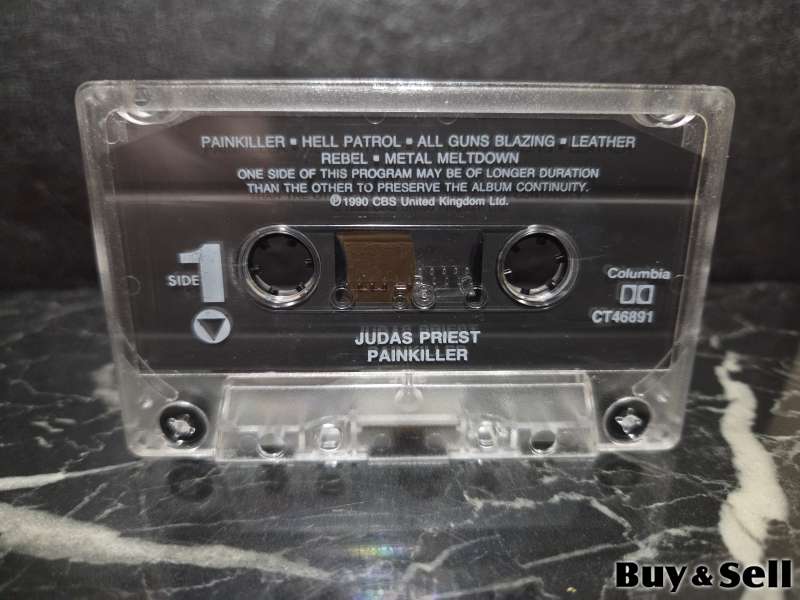 PAINKILLER ▪ HELL PATROL ▪ ALL GUNS BLAZING ▪ LEATHER
REBEL ▪ METAL MELTDOWN
ONE SIDE OF THIS PROGRAM MAY BE OF LONGER DURATION
THAN THE OTHER TO PRESERVE THE ALBUM CONTINUITY.
℗1990 CBS United Kingdom Ltd.
SIDE 1
Columbia
CT46891
JUDAS PRIEST
PAINKILLER
Buy & Sell